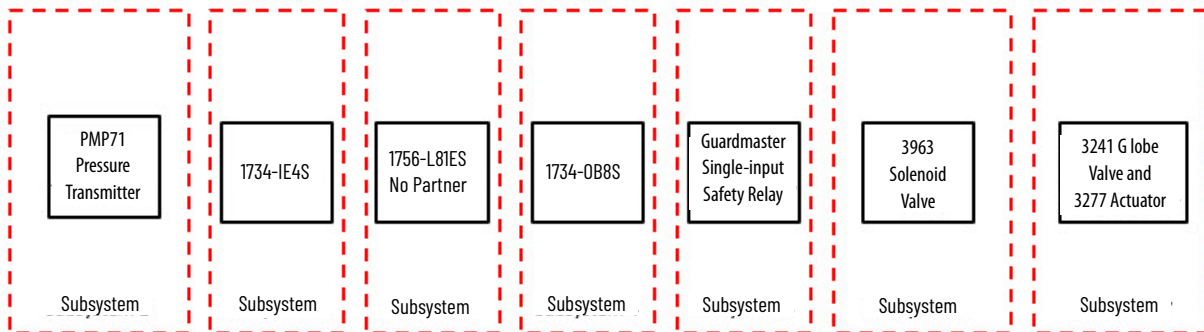 PMP71
Pressure
Transmitter
1734-IE4S
1756-L81ES
No Partner
1734-OB8S
Guardmaster
Single-input
Safety Relay
3963
Solenoid
Valve
3241 G lobe
Valve and
3277 Actuator
Subsystem
Subsystem
Subsystem
Subsystem
Subsystem
Subsystem
Subsystem